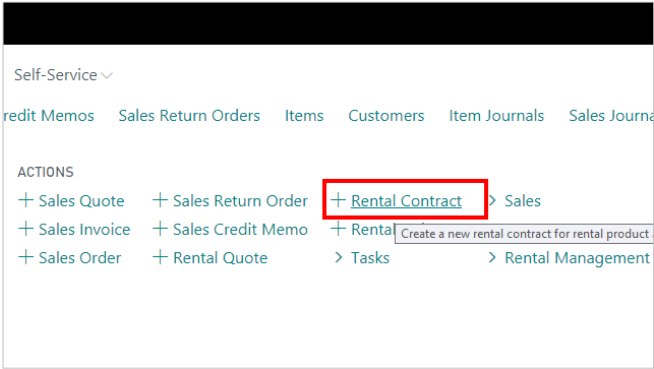 Self-Service
redit Memos Sales Return Orders Items Customers Item Journals Sales Journa
ACTIONS
+ Sales Quote + Sales Return Order + Rental Contract > Sales
+ Sales Invoice + Sales Credit Memo + Rental
Create a new rental contract for rental product
+ Sales Order + Rental Quote > Tasks > Rental Management